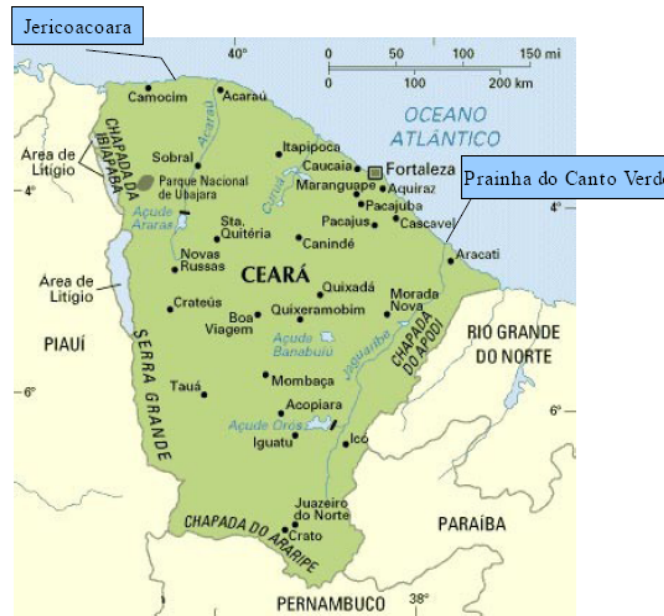 Jericoacoara
40°
0 50 100 150 mi
0 100 200 km
Camocim
Acaraú
OCEANO
ATLÂNTICO
Acaraú
CHAPADA DA
IBIAPABA
Área de
Litígio
Itapipoca
Sobral
Caucaia
Fortaleza
Parque Nacional
de Ubajara
Curuá
Maranguape
Aquiraz
Prainha do Canto Verde
4°
Pacajuba
4°
Açude
Araras
Pacajus
Cascavel
Sta.
Quitéria
Canindé
Novas
Russas
Aracati
CEARÁ
Área de
Litígio
Quixadá
Crateús
Boa
Viagem
Quixeramobim
Morada
Nova
PIAUÍ
SERRA GRANDE
Açude
Banabuiú
Jaguaribe
CHAPADA
DO APODI
RIO GRANDE
DO NORTE
Tauá
Mombaça
6°
Acopiara
6°
Açude Orós
Iguatu
Icó
Juazeiro
do Norte
CHAPADA DO ARARIPE
Crato
PARAÍBA
PERNAMBUCO
38°